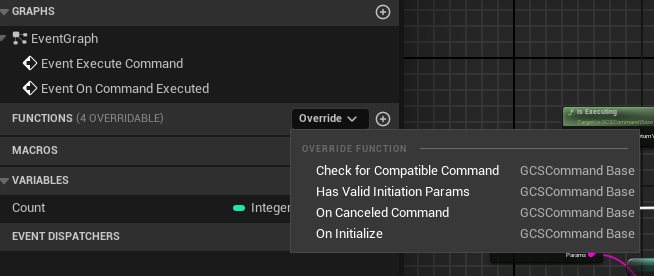 GRAPHS
EventGraph
Event Execute Command
Event On Command Executed
FUNCTIONS (4 OVERRIDABLE)
Override
OVERRIDE FUNCTION
Check for Compatible Command GCSCommand Base
Has Valid Initiation Params GCSCommand Base
On Canceled Command GCSCommand Base
On Initialize GCSCommand Base
MACROS
VARIABLES
Count Integer
EVENT DISPATCHERS
f Is Executing
Target is GCSCommand Base
Params